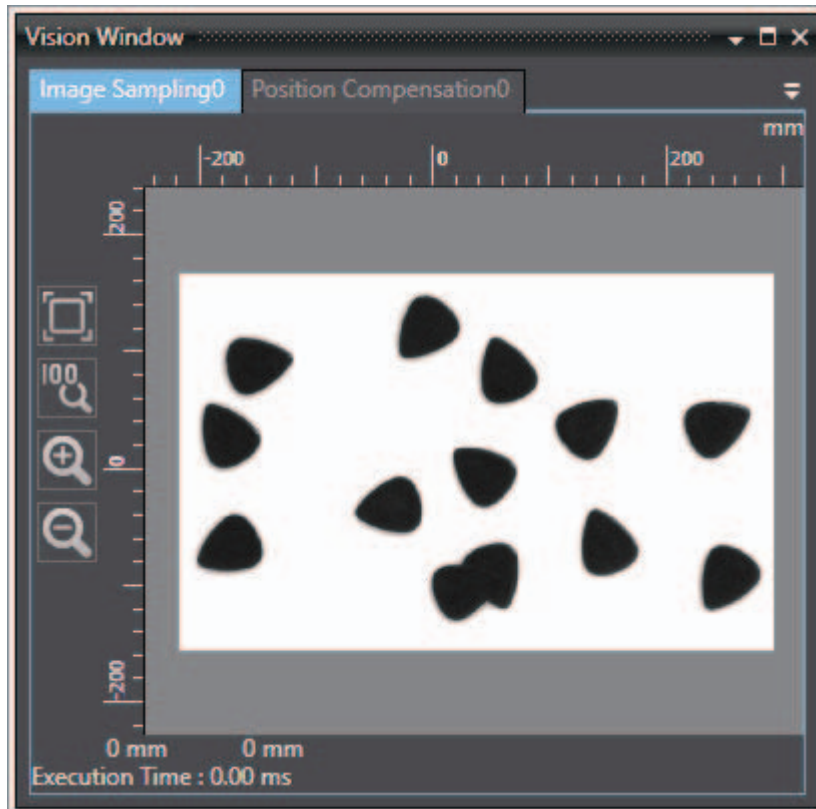 Vision Window
Image Sampling0 Position Compensation0
mm
-200 0 200
200
100
0
-200
0 mm 0 mm
Execution Time : 0.00 ms